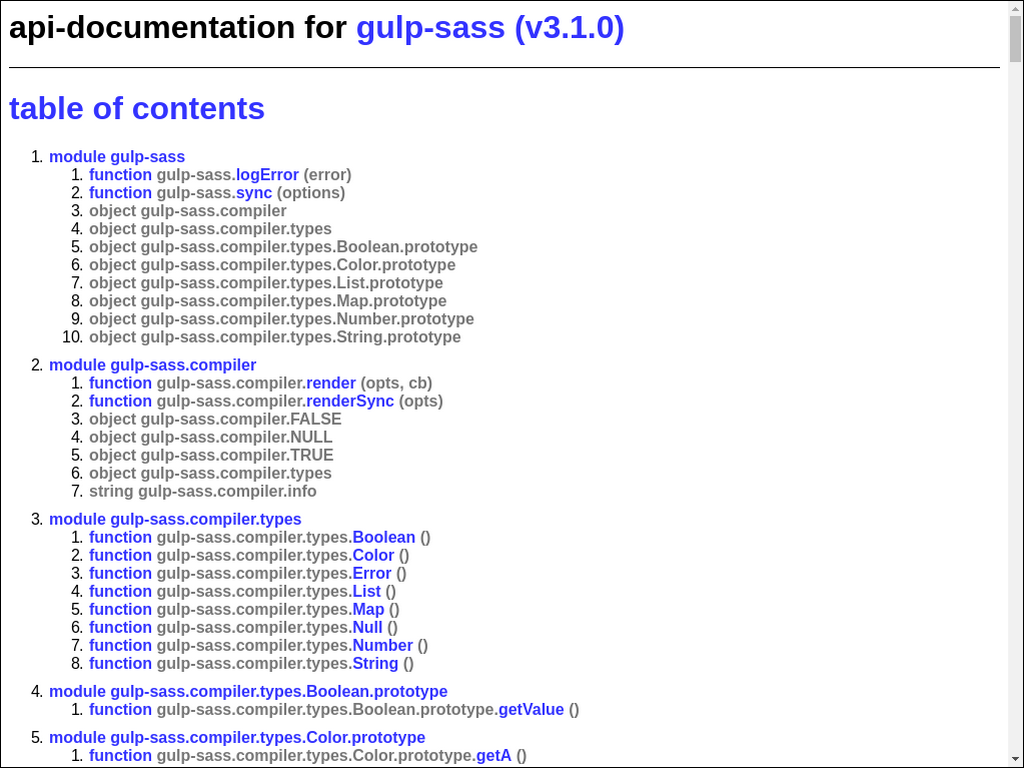 api-documentation for gulp-sass (v3.1.0)
table of contents
1. module gulp-sass
1. function gulp-sass.logError (error)
2. function gulp-sass.sync (options)
3. object gulp-sass.compiler
4. object gulp-sass.compiler.types
5. object gulp-sass.compiler.types.Boolean.prototype
6. object gulp-sass.compiler.types.Color.prototype
7. object gulp-sass.compiler.types.List.prototype
8. object gulp-sass.compiler.types.Map.prototype
9. object gulp-sass.compiler.types.Number.prototype
10. object gulp-sass.compiler.types.String.prototype
2. module gulp-sass.compiler
1. function gulp-sass.compiler.render (opts, cb)
2. function gulp-sass.compiler.renderSync (opts)
3. object gulp-sass.compiler.FALSE
4. object gulp-sass.compiler.NULL
5. object gulp-sass.compiler.TRUE
6. object gulp-sass.compiler.types
7. string gulp-sass.compiler.info
3. module gulp-sass.compiler.types
1. function gulp-sass.compiler.types.Boolean ()
2. function gulp-sass.compiler.types.Color ()
3. function gulp-sass.compiler.types.Error ()
4. function gulp-sass.compiler.types.List ()
5. function gulp-sass.compiler.types.Map ()
6. function gulp-sass.compiler.types.Null ()
7. function gulp-sass.compiler.types.Number ()
8. function gulp-sass.compiler.types.String ()
4. module gulp-sass.compiler.types.Boolean.prototype
1. function gulp-sass.compiler.types.Boolean.prototype.getValue ()
5. module gulp-sass.compiler.types.Color.prototype
1. function gulp-sass.compiler.types.Color.prototype.getA ()